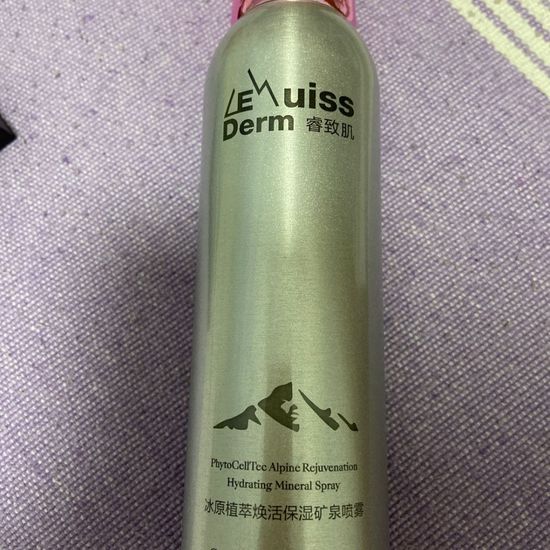 LEMuiss
Derm 睿致肌
PhytoCellTec Alpine Rejuvenation
Hydrating Mineral Spray
冰原植萃焕活保湿矿泉喷雾